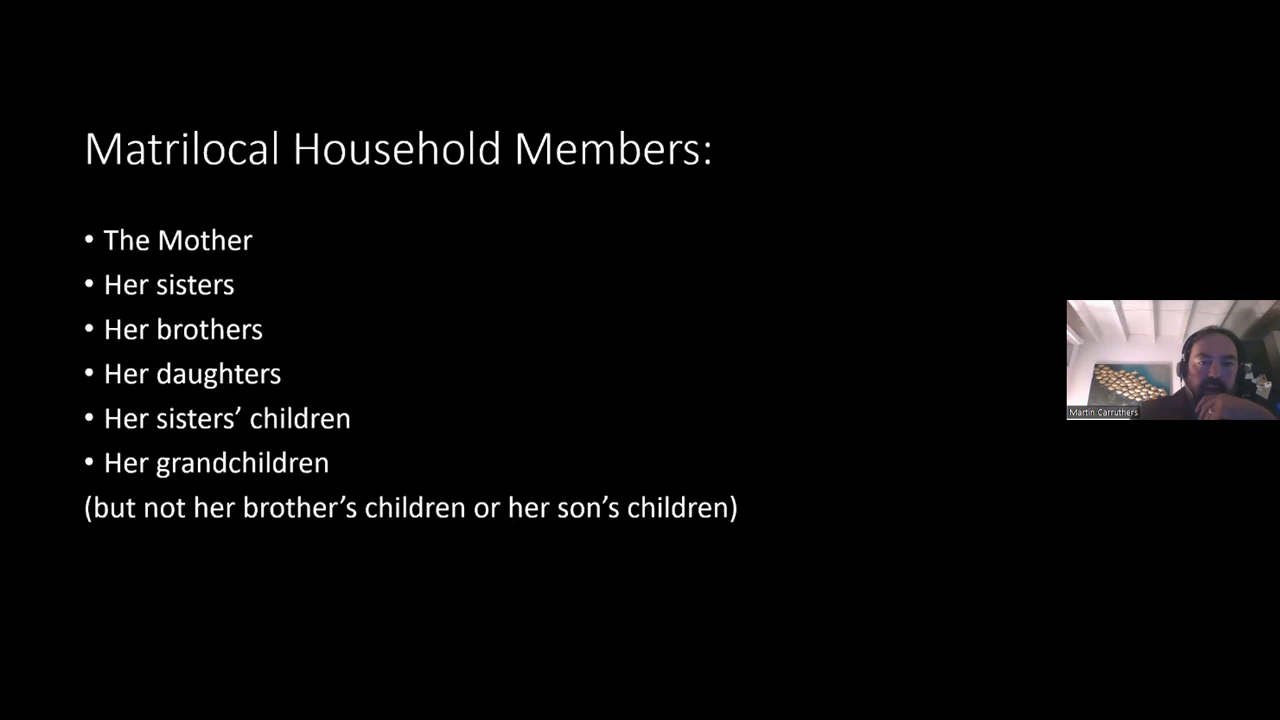 Matrilocal Household Members:
• The Mother
• Her sisters
• Her brothers
• Her daughters
• Her sisters’ children
• Her grandchildren
(but not her brother’s children or her son’s children)
Martin Carruthers